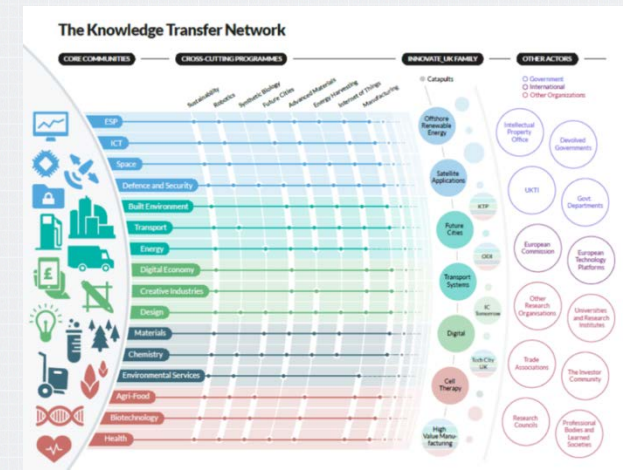 The Knowledge Transfer Network
CORE COMMUNITIES
CROSS-CUTTING PROGRAMMES
INNOVATE UK FAMILY
OTHER ACTORS
Catapults
Government
International
Other Organisations
Sustainability
Robotics
Synthetic Biology
Future Cities
Advanced Materials
Energy Harvesting
Internet of Things
Manufacturing
ESP
ICT
Space
Defence and Security
Built Environment
Transport
Energy
Digital Economy
Creative Industries
Design
Materials
Chemistry
Environmental Services
Agri-Food
Biotechnology
Health
Offshore
Renewable
Energy
Satellite
Applications
Future
Cities
Transport
Systems
Digital
Cell
Therapy
High
Value Manu-
facturing
KTP
IC
Tomorrow
Tech City
UK
Intellectual
Property
Office
Devolved
Governments
UKTI
Govt
Departments
European
Commission
European
Technology
Platforms
Other
Research
Organisations
Universities
and Research
Institutes
Trade
Associations
The Investor
Community
Research
Councils
Professional
Bodies and
Learned
Societies